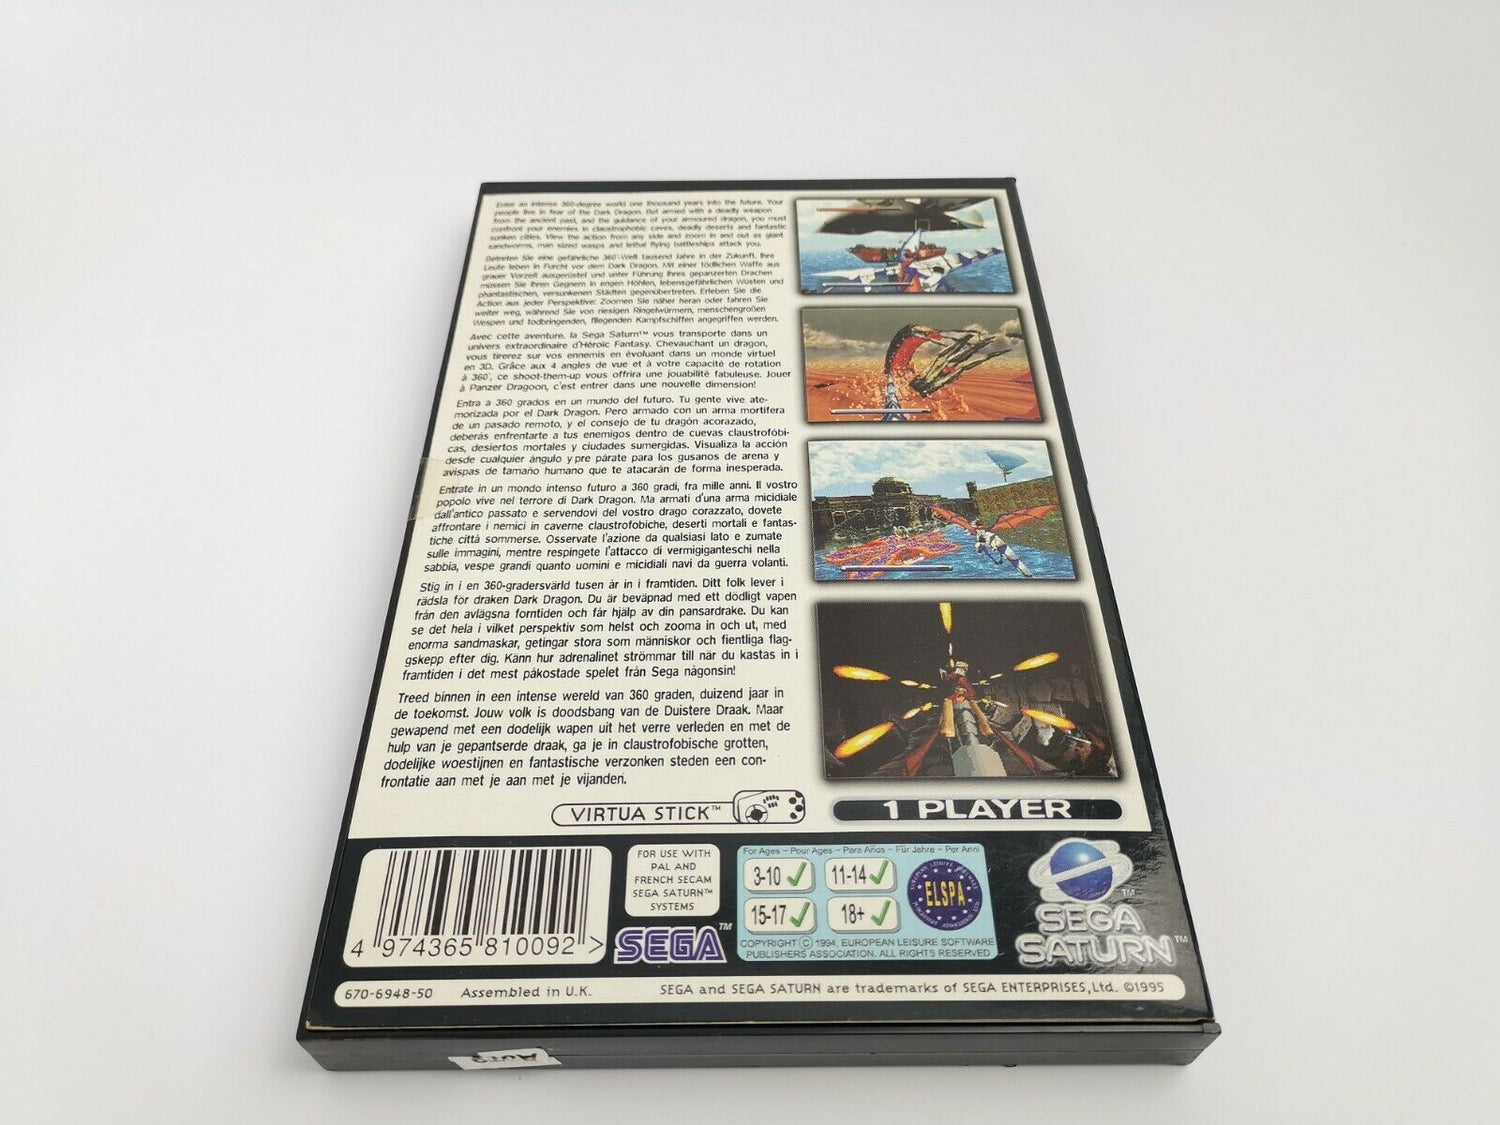 Enter an intense 360-degree world one thousand years into the future. Your
people live in fear of the Dark Dragon. But armed with a deadly weapon
from the ancient past, and the guidance of your armoured dragon, you must
confront your enemies in claustrophobic caves, deadly deserts and fantastic
sunken cities. View the action from any side and zoom in and out as giant
sandworms, man sized wasps and lethal flying battleships attack you.
Betreten Sie eine gefährliche 360°-Welt tausend Jahre in der Zukunft. Ihre
Leute leben in Furcht vor dem Dark Dragon. Mit einer tödlichen Waffe aus
grauer Vorzeit ausgerüstet und unter Führung Ihres gepanzerten Drachen
müssen Sie Ihren Gegnern in engen Höhlen, lebensgefährlichen Wüsten und
phantastischen, versunkenen Städten gegenübertreten. Erleben Sie die
Action aus jeder Perspektive: Zoomen Sie näher heran oder fahren Sie
weiter weg, während Sie von riesigen Ringelwürmern, menschengroßen
Wespen und todbringenden, fliegenden Kampfschiffen angegriffen werden.
Avec cette aventure, la Sega Saturn™ vous transporte dans un
univers extraordinaire d'Héroic Fantasy. Chevauchant un dragon,
vous tirerez sur vos ennemis en évoluant dans un monde virtuel
en 3D. Grâce aux 4 angles de vue et à votre capacité de rotation
à 360°, ce shoot-them-up vous offrira une jouabilité fabuleuse. Jouer
à Panzer Dragoon, c'est entrer dans une nouvelle dimension!
Entra a 360 grados en un mundo del futuro. Tu gente vive ate-
morizada por el Dark Dragon. Pero armado con un arma mortifera
de un pasado remoto, y el consejo de tu dragón acorazado,
deberás enfrentarte a tus enemigos dentro de cuevas claustrofóbi-
cas, desiertos mortales y ciudades sumergidas. Visualiza la acción
desde cualquier ángulo y pre párate para los gusanos de arena y
avispas de tamaño humano que te atacarán de forma inesperada.
Entrate in un mondo intenso futuro a 360 gradi, fra mille anni. Il vostro
popolo vive nel terrore di Dark Dragon. Ma armati d'una arma micidiale
dall'antico passato e servendovi del vostro drago corazzato, dovete
affrontare i nemici in caverne claustrofobiche, deserti mortali e fantas-
tiche città sommerse. Osservate l'azione da qualsiasi lato e zumate
sulle immagini, mentre respingete l'attacco di vermigiganteschi nella
sabbia, vespe grandi quanto uomini e micidiali navi da guerra volanti.
Stig in i en 360-gradersvärld tusen år in i framtiden. Ditt folk lever i
rädsla för draken Dark Dragon. Du är beväpnad med ett dödligt vapen
från den avlägsna forntiden och får hjälp av din pansardrake. Du kan
se det hela i vilket perspektiv som helst och zooma in och ut, med
enorma sandmaskar, getingar stora som människor och fientliga flag-
gskepp efter dig. Känn hur adrenalinet strömmar till när du kastas in i
framtiden i det mest påkostade spelet från Sega någonsin!
Treed binnen in een intense wereld van 360 graden, duizend jaar in
de toekomst. Jouw volk is doodsbang van de Duistere Draak. Maar
gewapend met een dodelijk wapen uit het verre verleden en met de
hulp van je gepantserde draak, ga je in claustrofobische grotten,
dodelijke woestijnen en fantastische verzonken steden een con-
frontatie aan met je aan met je vijanden.
VIRTUA STICK™
1 PLAYER
4 974365 810092 >
FOR USE WITH
PAL AND
FRENCH SECAM
SEGA SATURN™
SYSTEMS
SEGA™
For Ages – Pour Ages – Para Años – Für Jahre – Per Anni
3-10 11-14
15-17 18+
ELSPA
COPYRIGHT © 1994, EUROPEAN LEISURE SOFTWARE
PUBLISHERS ASSOCIATION. ALL RIGHTS RESERVED
SEGA
SATURN™
670-6948-50 Assembled in U.K. SEGA and SEGA SATURN are trademarks of SEGA ENTERPRISES, Ltd. ©1995